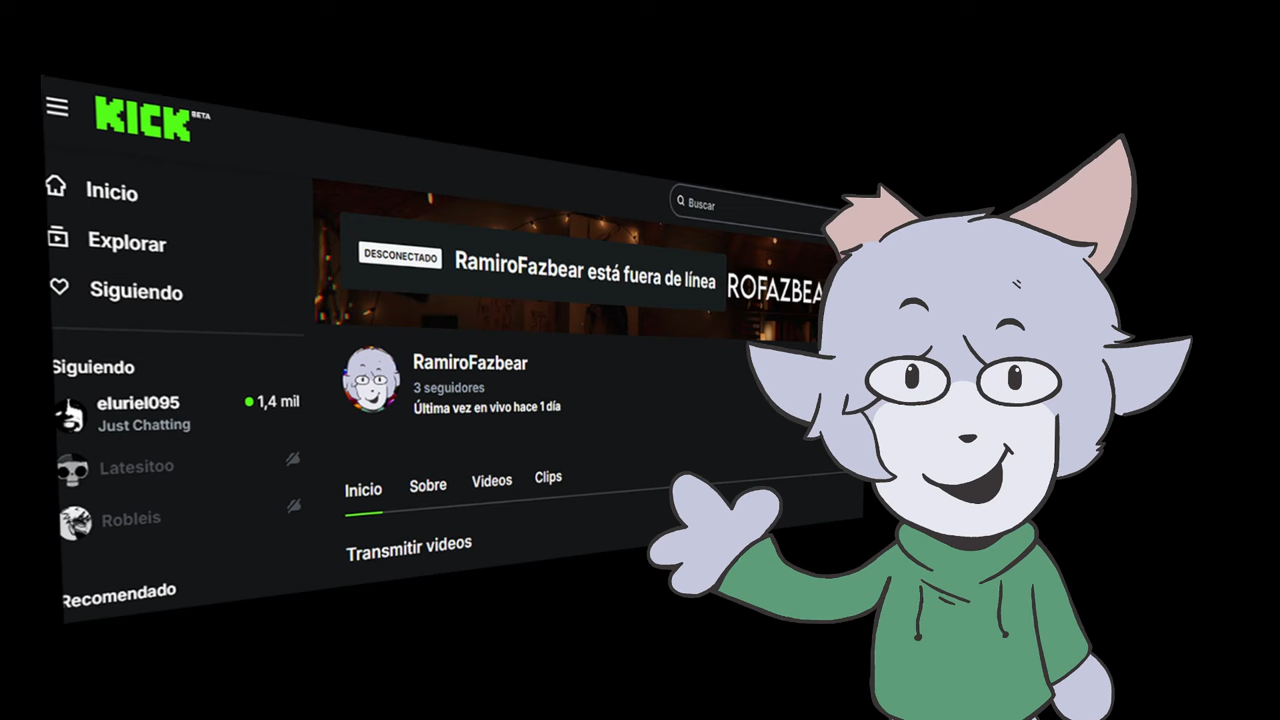 KICK BETA
Buscar
Inicio
Explorar
Siguiendo
DESCONECTADO RamiroFazbear está fuera de línea
ROFAZBEA
Siguiendo
eluriel095 1,4 mil
Just Chatting
Latesitoo
Robleis
Recomendado
RamiroFazbear
3 seguidores
Última vez en vivo hace 1 día
Inicio Sobre Videos Clips
Transmitir videos